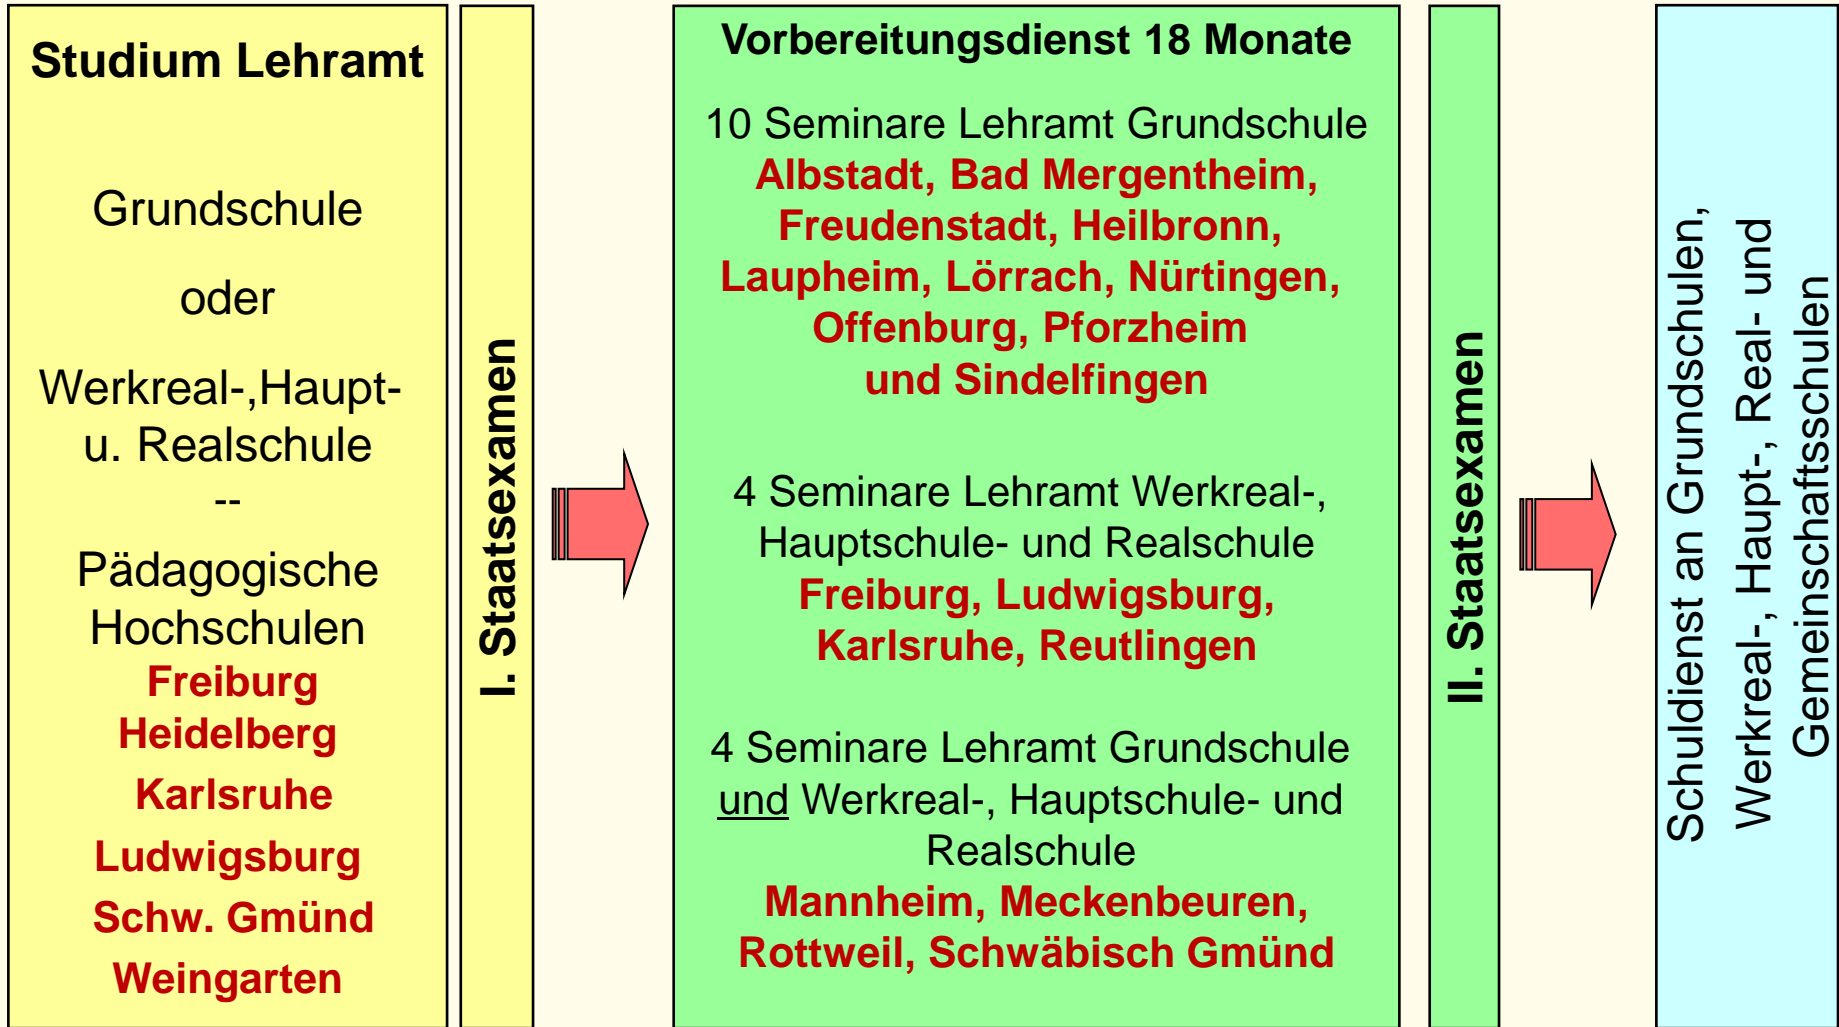 Studium Lehramt
Grundschule
oder
Werkreal-,Haupt-
u. Realschule
--
Pädagogische
Hochschulen
Freiburg
Heidelberg
Karlsruhe
Ludwigsburg
Schw. Gmünd
Weingarten
I. Staatsexamen
Vorbereitungsdienst 18 Monate
10 Seminare Lehramt Grundschule
Albstadt, Bad Mergentheim,
Freudenstadt, Heilbronn,
Laupheim, Lörrach, Nürtingen,
Offenburg, Pforzheim
und Sindelfingen
4 Seminare Lehramt Werkreal-,
Hauptschule- und Realschule
Freiburg, Ludwigsburg,
Karlsruhe, Reutlingen
4 Seminare Lehramt Grundschule
und Werkreal-, Hauptschule- und
Realschule
Mannheim, Meckenbeuren,
Rottweil, Schwäbisch Gmünd
II. Staatsexamen
Schuldienst an Grundschulen,
Werkreal-, Haupt-, Real- und
Gemeinschaftsschulen